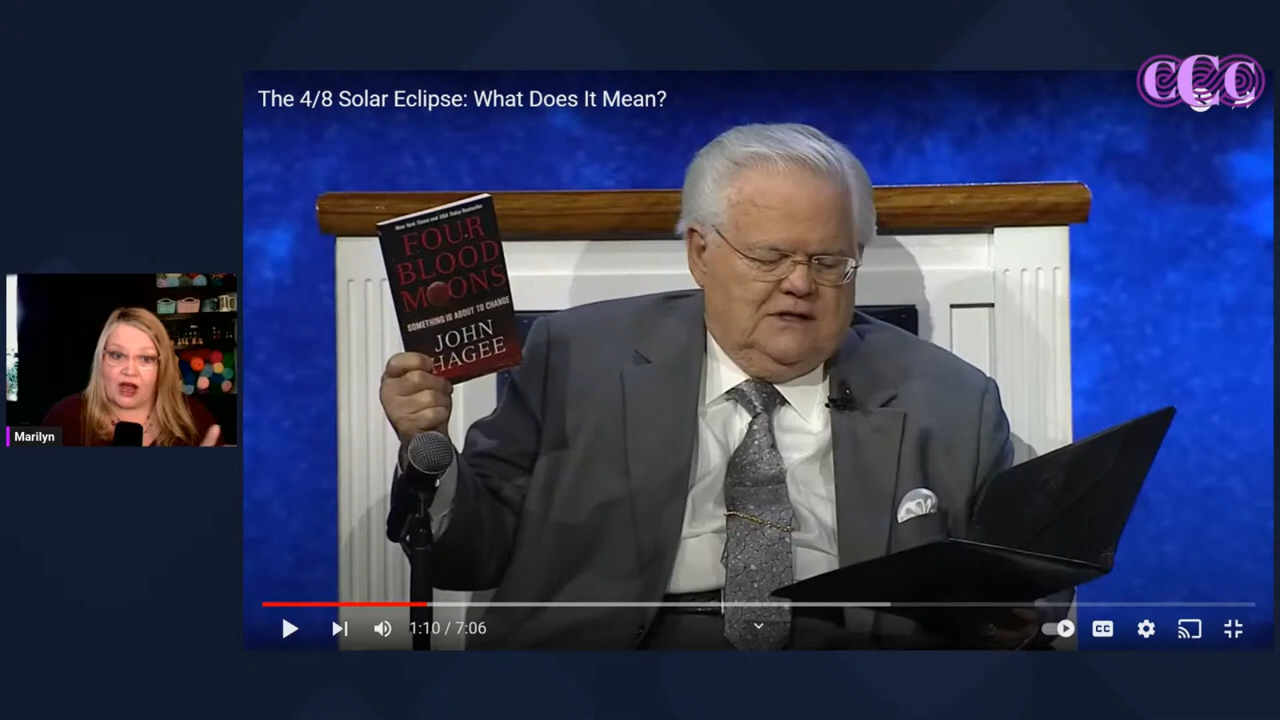 The 4/8 Solar Eclipse: What Does It Mean?
CCC
New York Times and USA Today Bestseller
FOUR
BLOOD
MOONS
SOMETHING IS ABOUT TO CHANGE
JOHN
HAGEE
Marilyn
1:10 / 7:06
CC